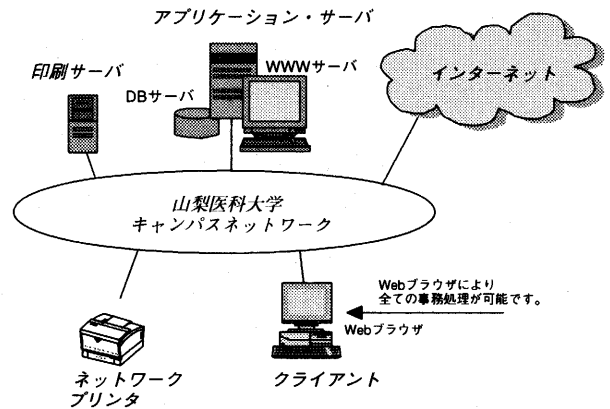 アプリケーション・サーバ
印刷サーバ
WWWサーバ
DBサーバ
インターネット
山梨医科大学
キャンパスネットワーク
Webブラウザにより
全ての事務処理が可能です。
Webブラウザ
ネットワーク
プリンタ
クライアント